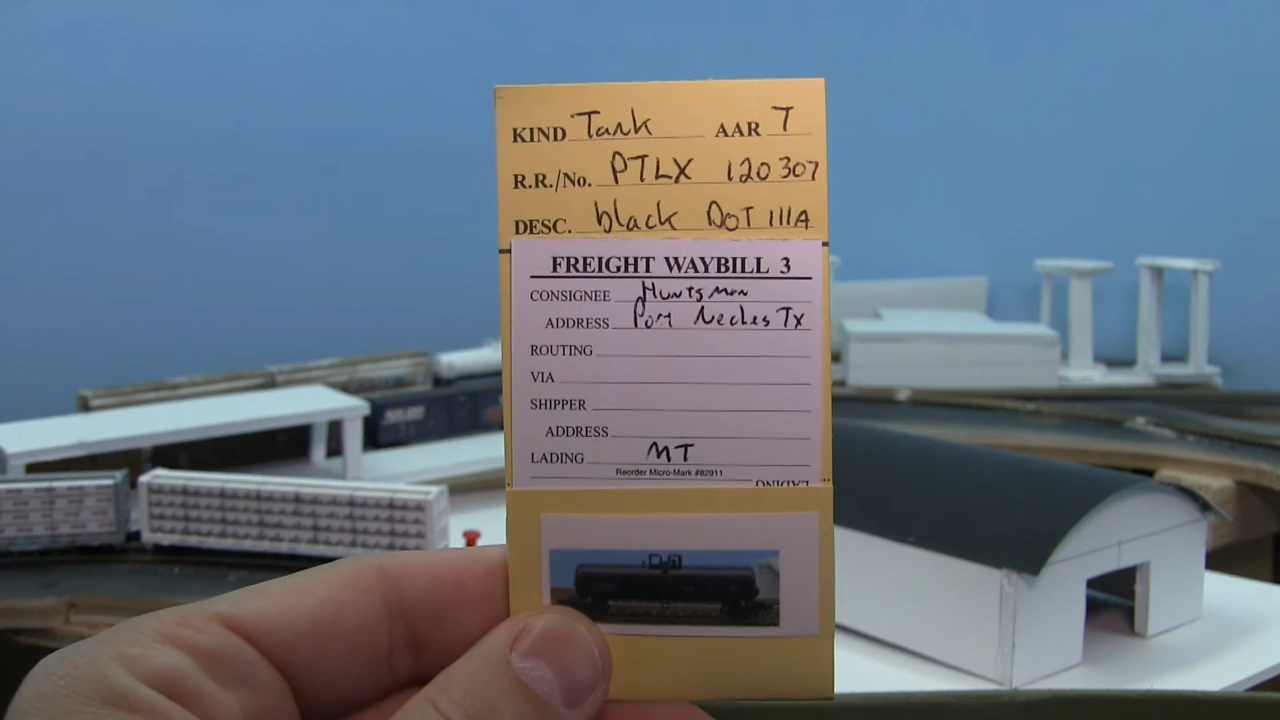 KIND Tank AAR T
R.R./No. PTLX 120307
DESC. black DOT 111A
FREIGHT WAYBILL 3
CONSIGNEE Huntsman
ADDRESS Port Neches TX
ROUTING
VIA
SHIPPER
ADDRESS
LADING MT
Reorder Micro-Mark #82911
LADING